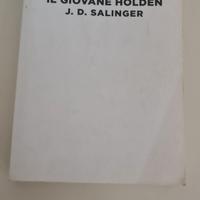 IL GIOVANE HOLDEN
J. D. SALINGER